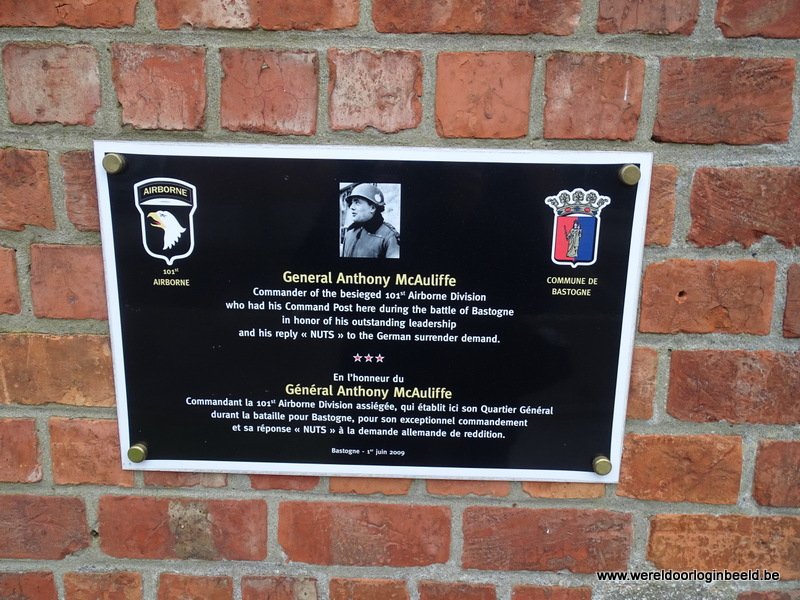 AIRBORNE
101st
AIRBORNE
COMMUNE DE
BASTOGNE
General Anthony McAuliffe
Commander of the besieged 101st Airborne Division
who had his Command Post here during the battle of Bastogne
in honor of his outstanding leadership
and his reply « NUTS » to the German surrender demand.
En l'honneur du
Général Anthony McAuliffe
Commandant la 101st Airborne Division assiégée, qui établit ici son Quartier Général
durant la bataille pour Bastogne, pour son exceptionnel commandement
et sa réponse « NUTS » à la demande allemande de reddition.
Bastogne - 1er juin 2009
www.wereldoorloginbeeld.be